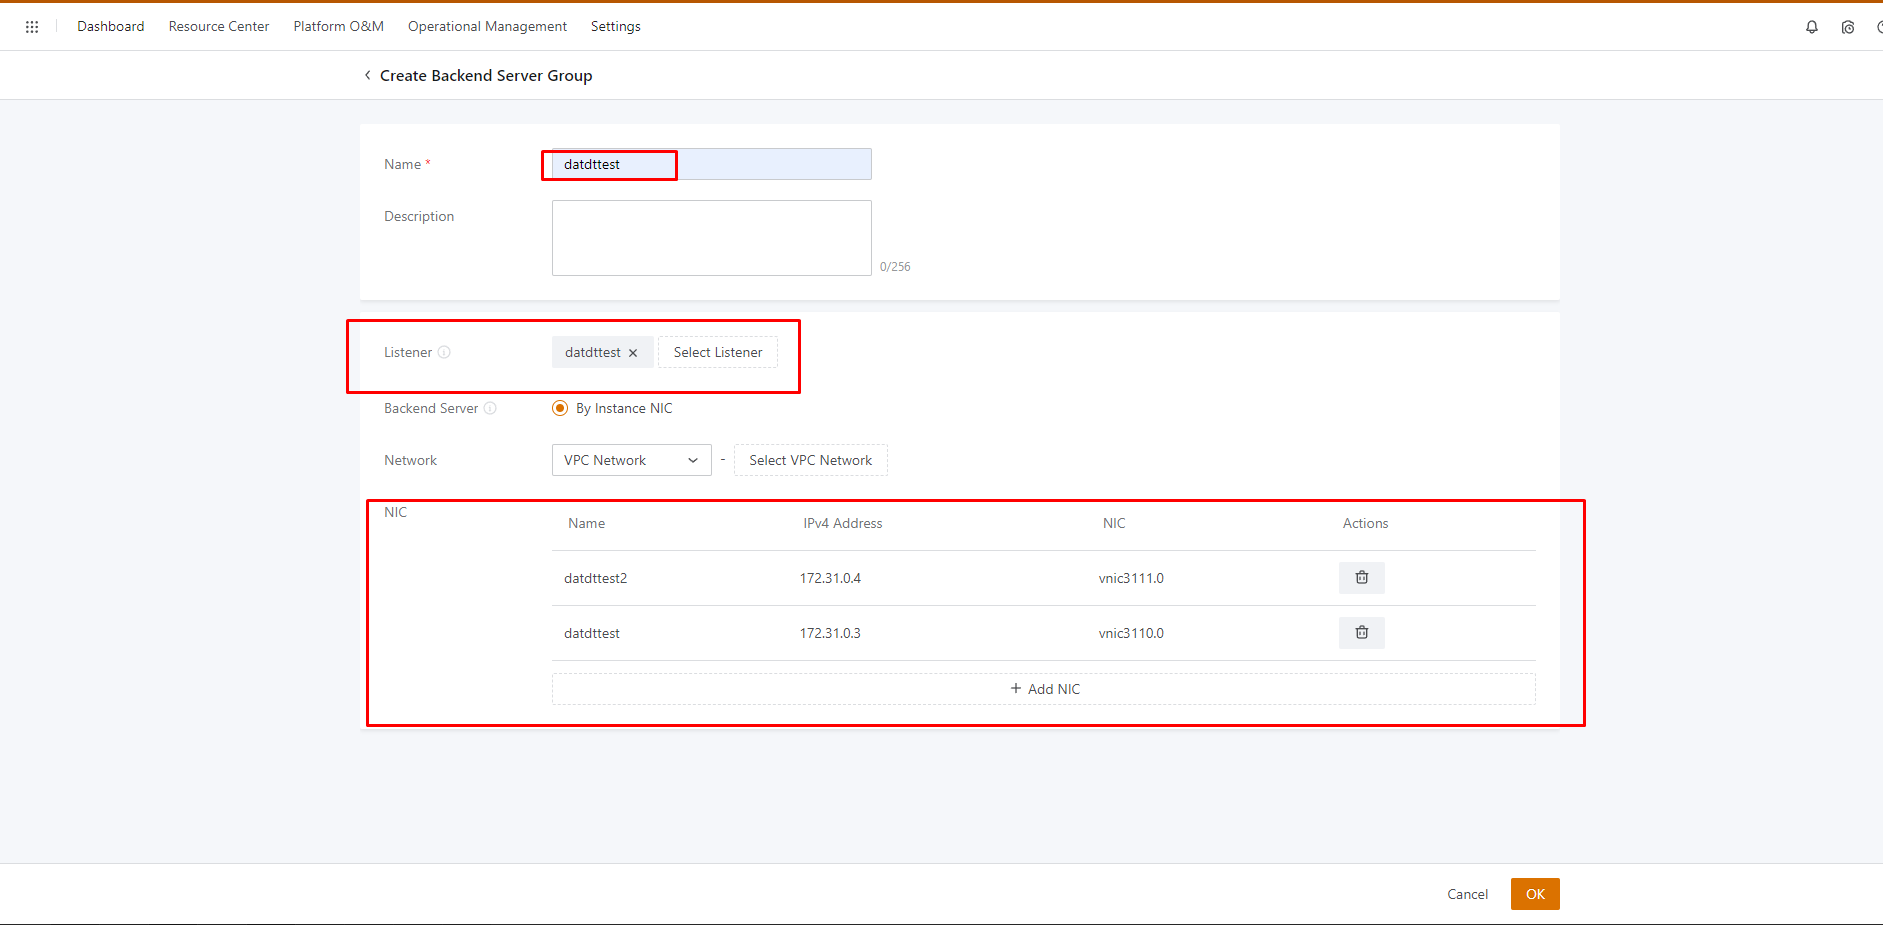 Dashboard Resource Center Platform O&M Operational Management Settings
Create Backend Server Group
Name * datdttest
Description
0/256
Listener datdttest Select Listener
Backend Server By Instance NIC
Network VPC Network - Select VPC Network
NIC
Name IPv4 Address NIC Actions
datdttest2 172.31.0.4 vnic3111.0
datdttest 172.31.0.3 vnic3110.0
+ Add NIC
Cancel OK